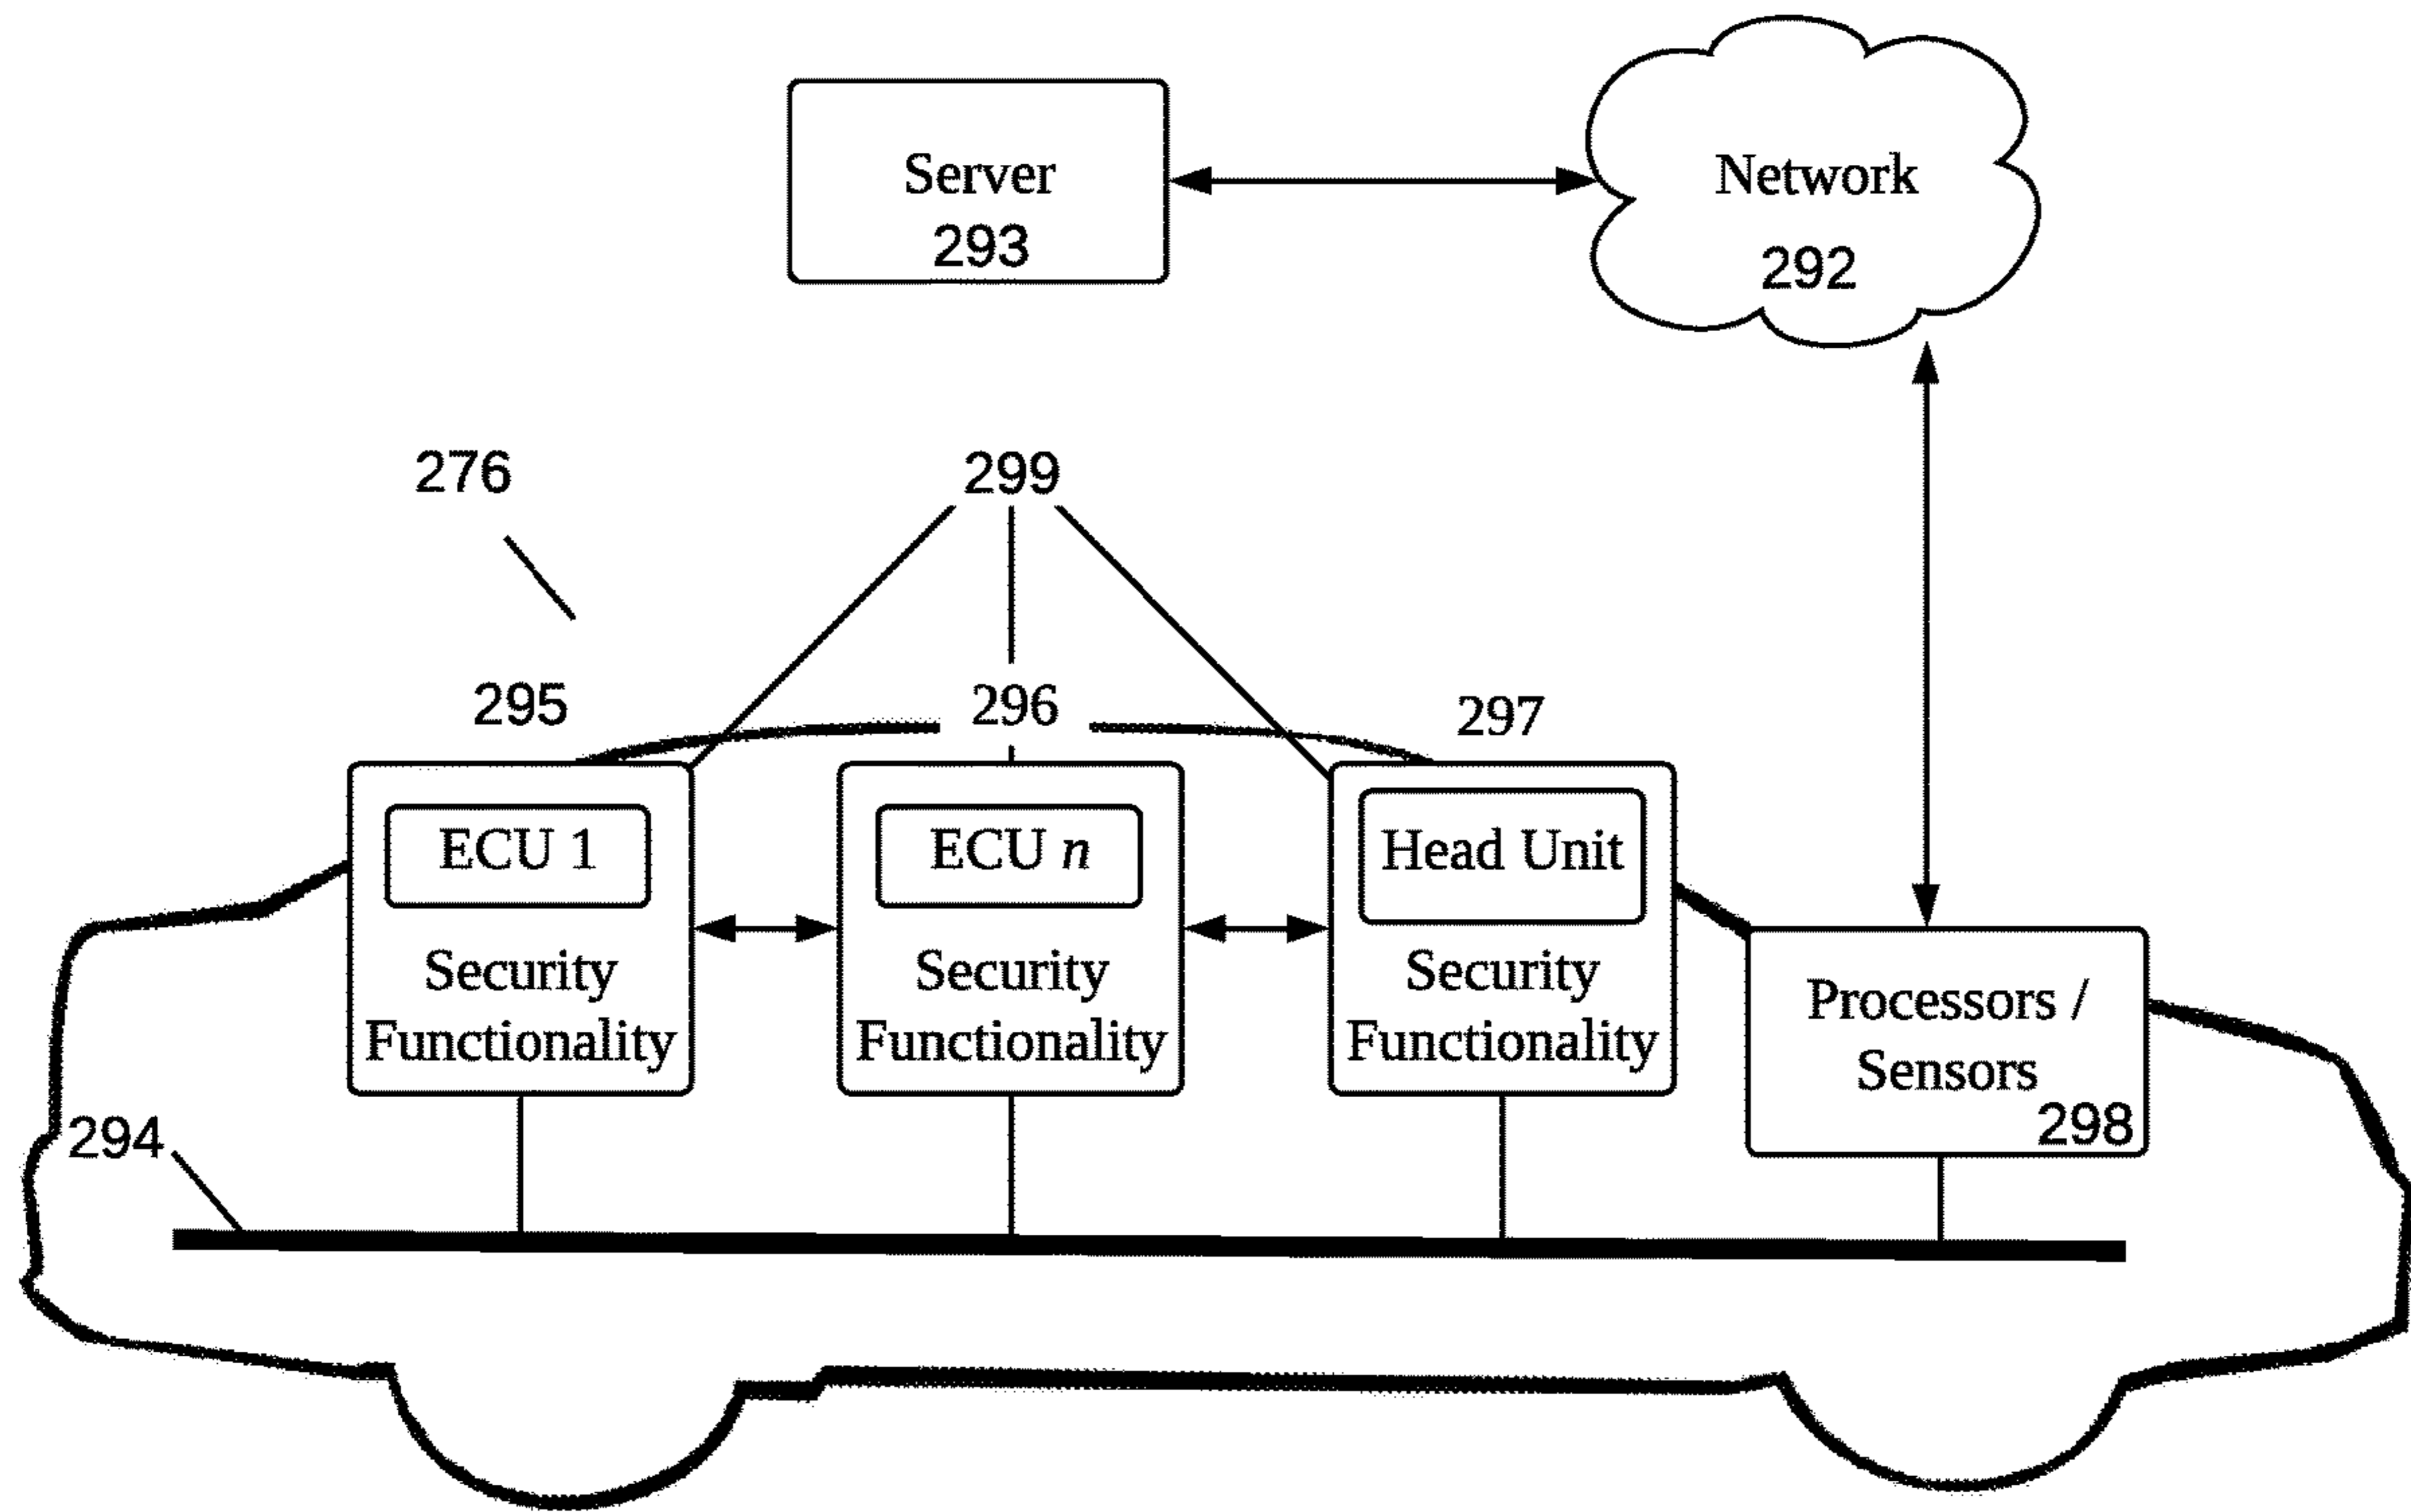 Server
293
Network
292
276
299
295
296
297
ECU 1
Security
Functionality
ECU n
Security
Functionality
Head Unit
Security
Functionality
Processors /
Sensors
298
294